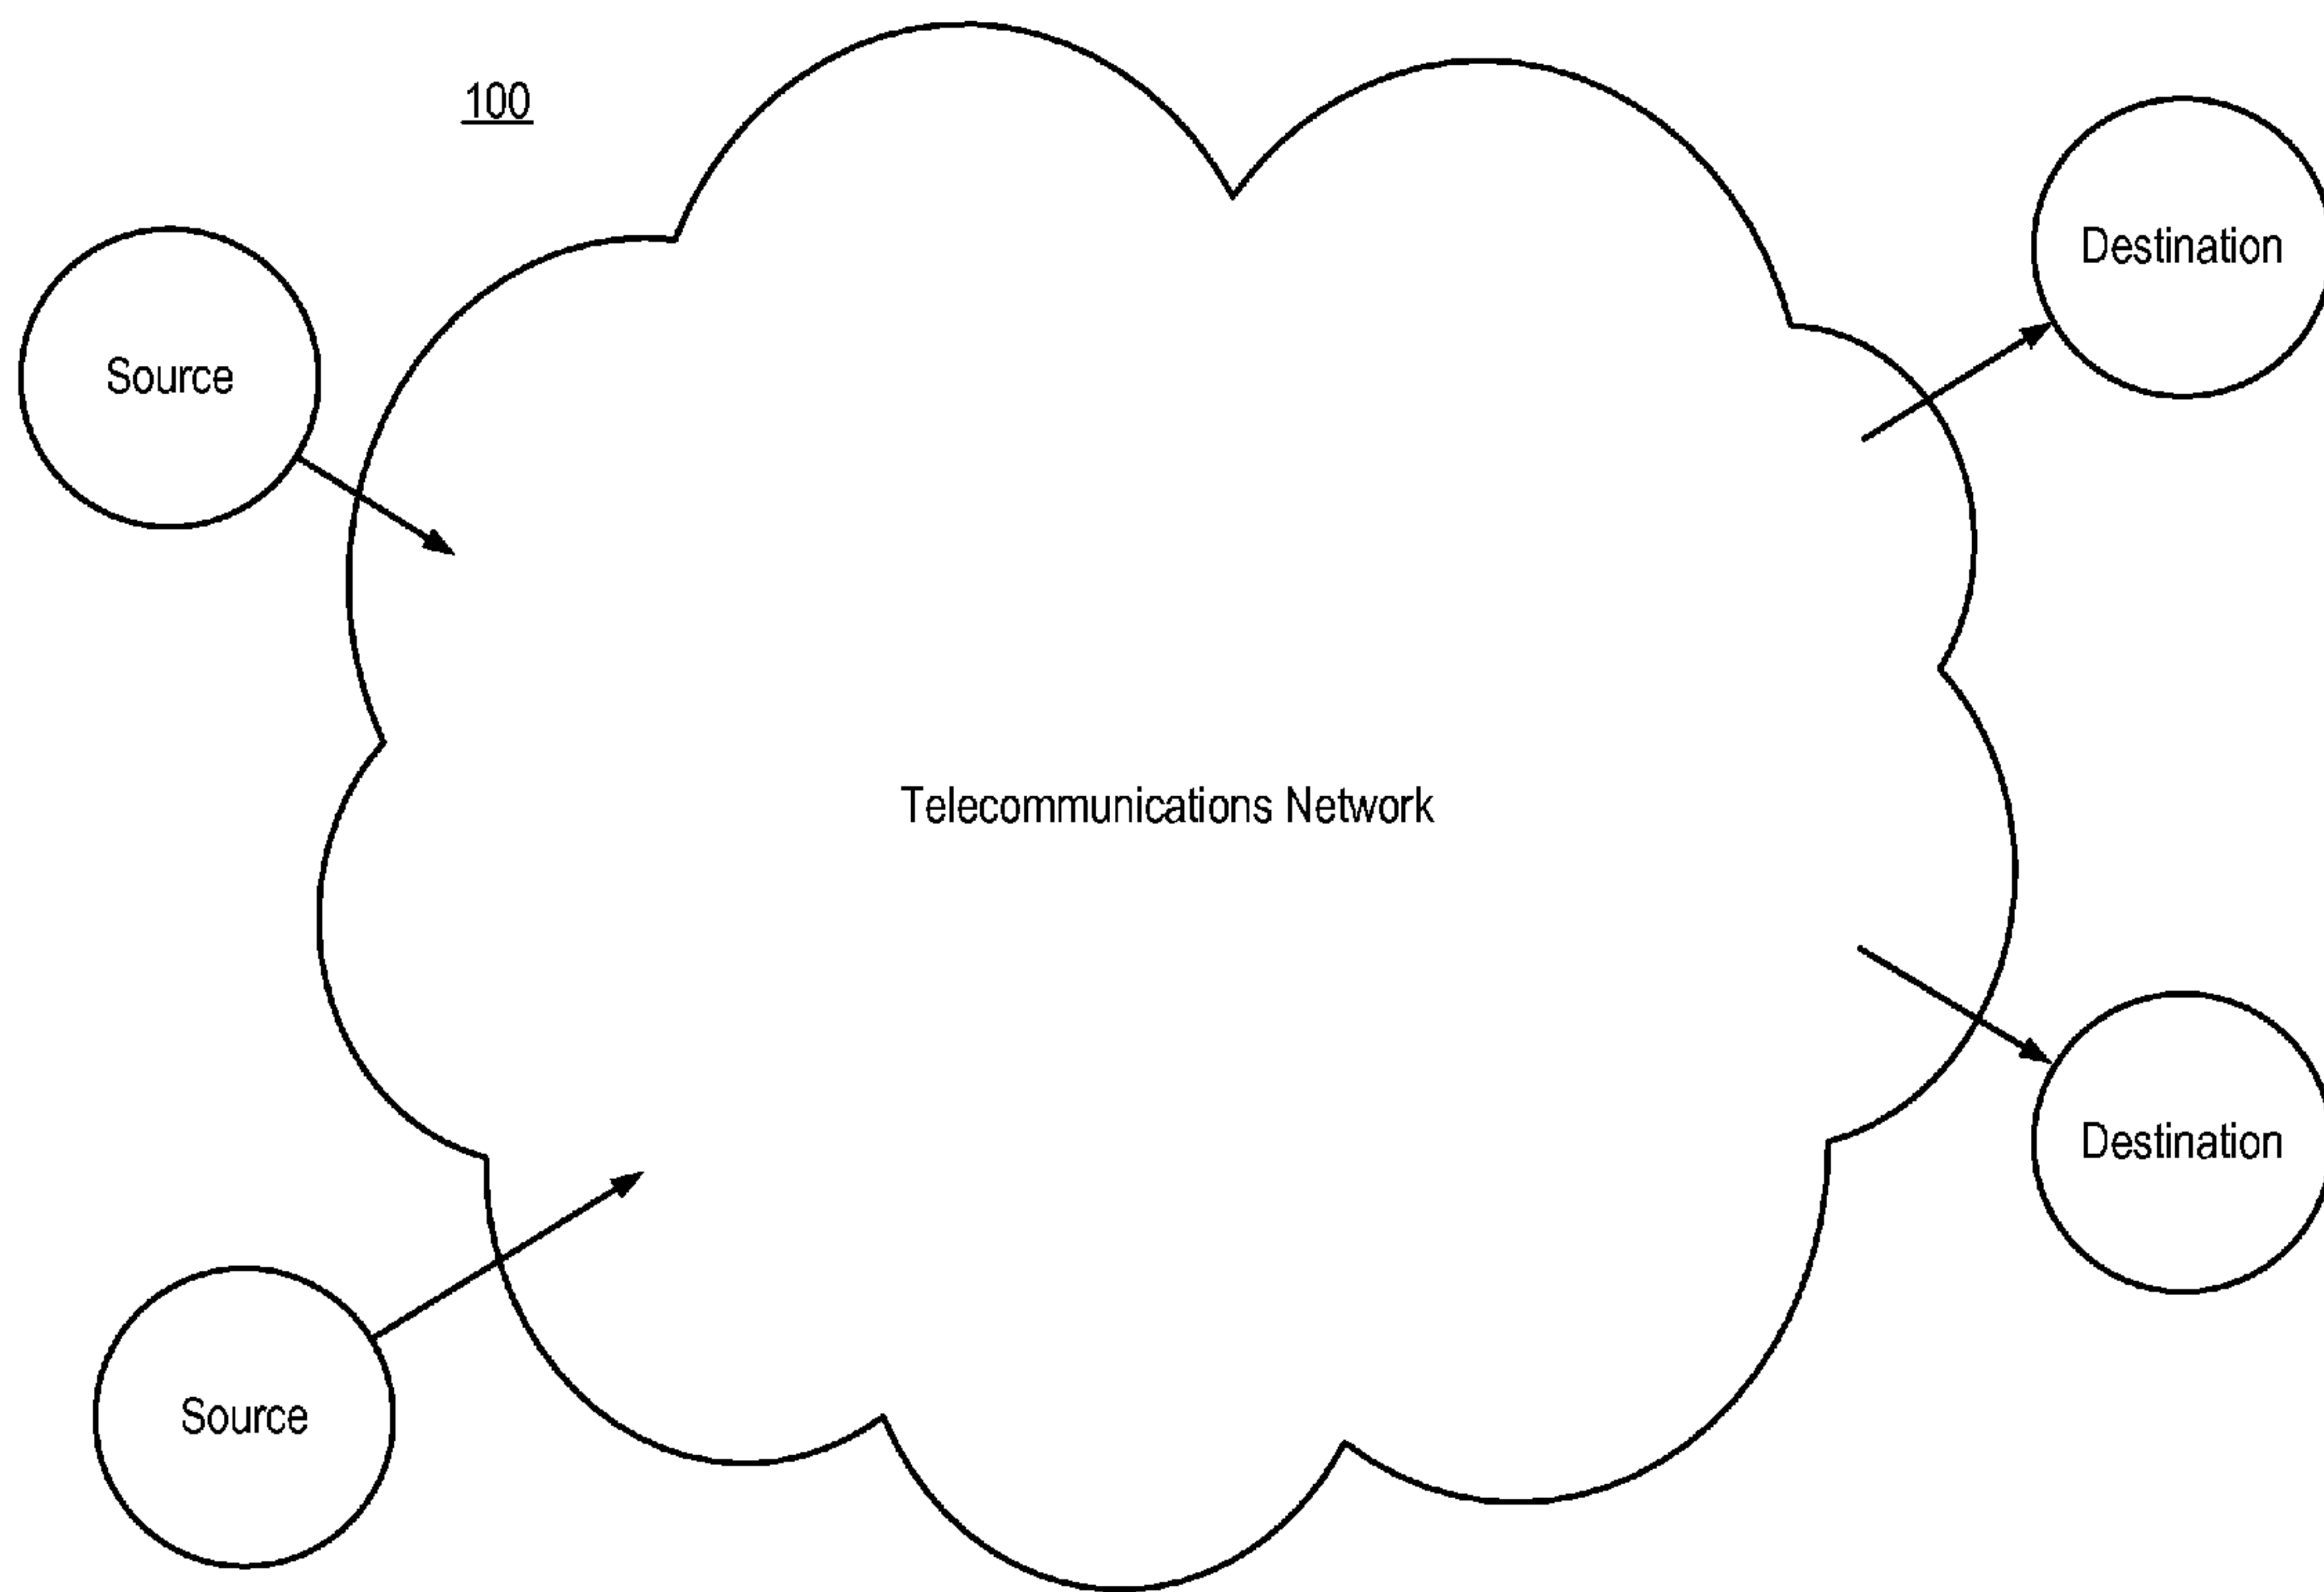 100
Destination
Source
Telecommunications Network
Destination
Source